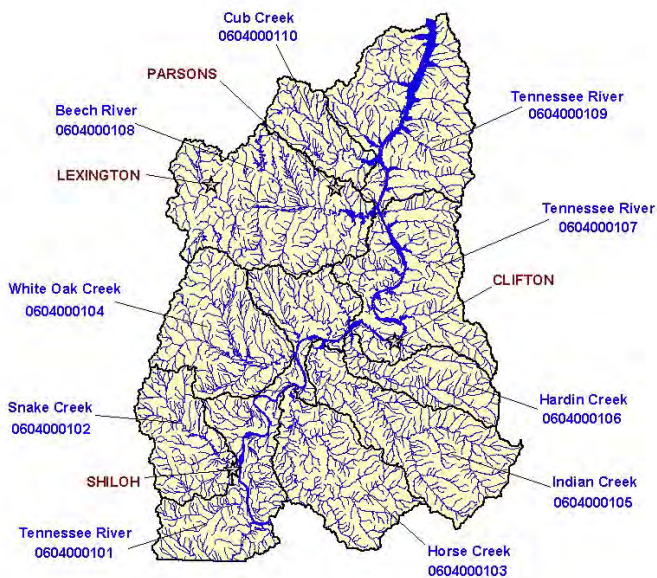 Cub Creek
0604000110
PARSONS
Beech River
0604000108
LEXINGTON
Tennessee River
0604000109
Tennessee River
0604000107
CLIFTON
White Oak Creek
0604000104
Hardin Creek
0604000106
Snake Creek
0604000102
SHILOH
Indian Creek
0604000105
Tennessee River
0604000101
Horse Creek
0604000103